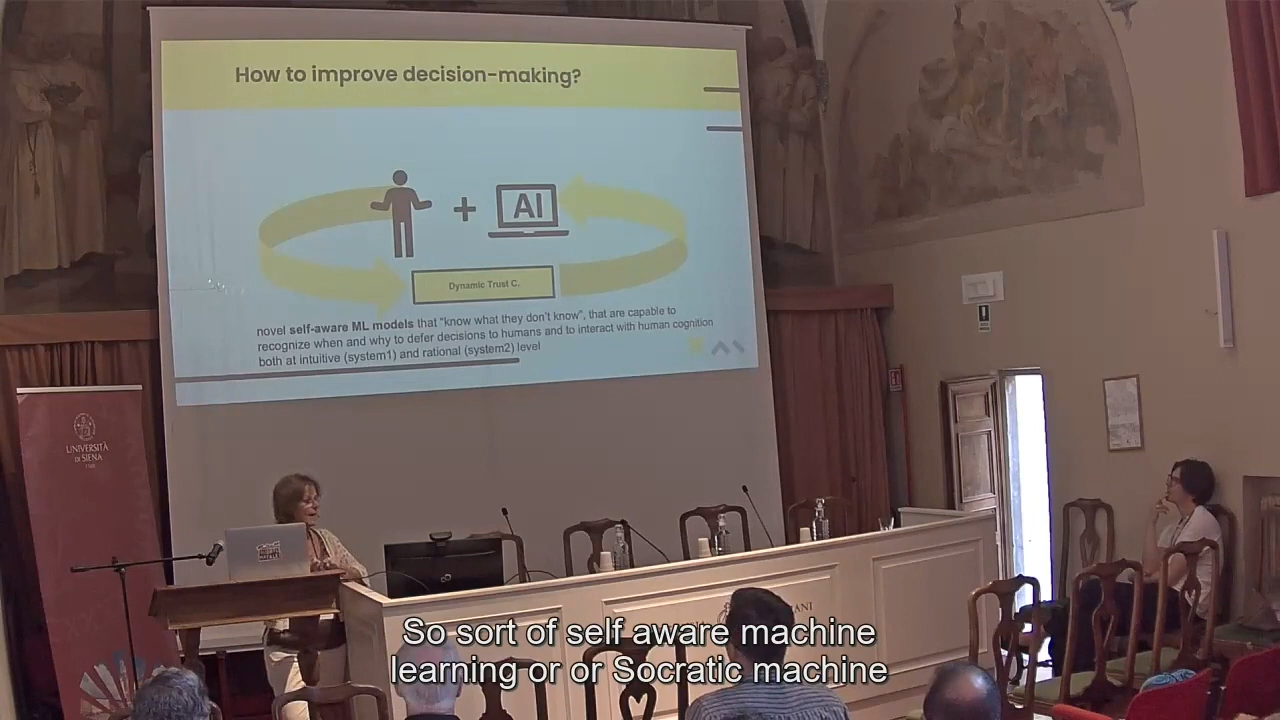 How to improve decision-making?
+
AI
Dynamic Trust C.
novel self-aware ML models that “know what they don’t know”, that are capable to
recognize when and why to defer decisions to humans and to interact with human cognition
both at intuitive (system1) and rational (system2) level
UNIVERSITÀ
DI SIENA
1240
So sort of self aware machine
learning or or Socratic machine